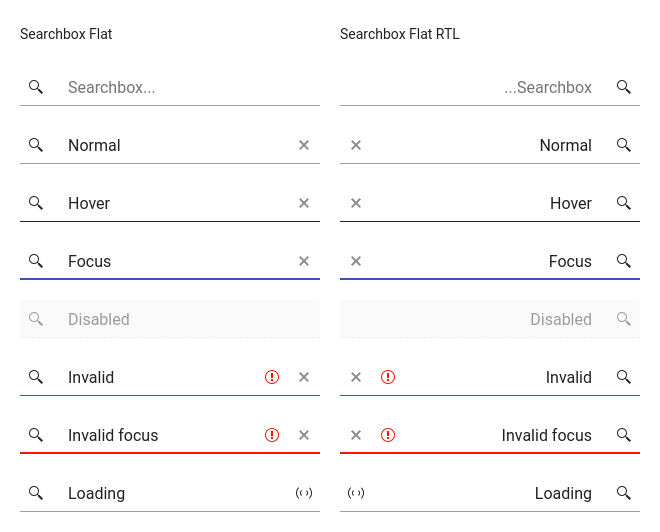 Searchbox Flat
Searchbox...
Normal
Hover
Focus
Disabled
Invalid
Invalid focus
Loading
Searchbox Flat RTL
...Searchbox
Normal
Hover
Focus
Disabled
Invalid
Invalid focus
Loading